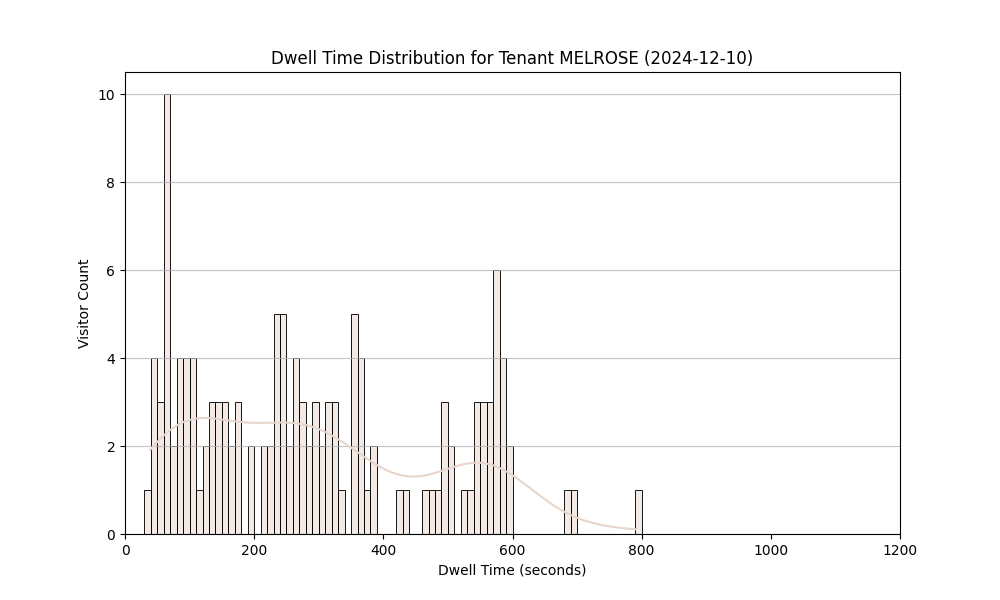 Dwell Time Distribution for Tenant MELROSE (2024-12-10)
10
8
6
4
2
0
Visitor Count
0 200 400 600 800 1000 1200
Dwell Time (seconds)